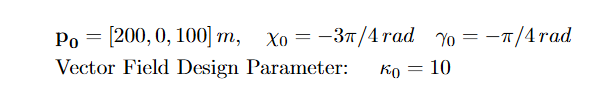 p₀ = [200, 0, 100] m, χ₀ = −3π/4 rad γ₀ = −π/4 rad
Vector Field Design Parameter: κ₀ = 10